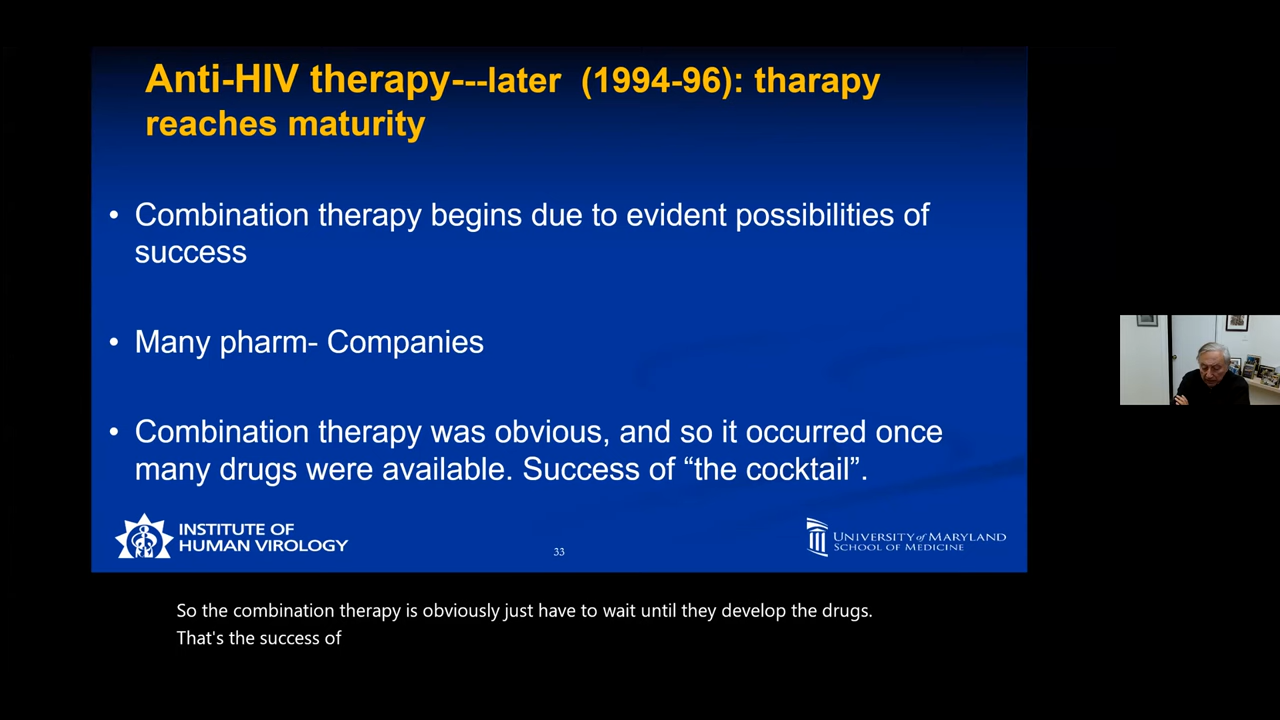 Anti-HIV therapy---later (1994-96): tharapy
reaches maturity
• Combination therapy begins due to evident possibilities of
success
• Many pharm- Companies
• Combination therapy was obvious, and so it occurred once
many drugs were available. Success of “the cocktail”.
INSTITUTE OF
HUMAN VIROLOGY
33
UNIVERSITY of MARYLAND
SCHOOL OF MEDICINE
So the combination therapy is obviously just have to wait until they develop the drugs.
That's the success of